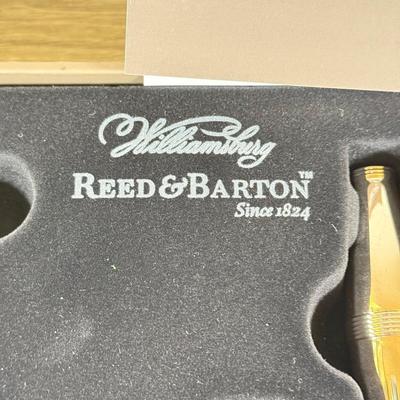 Williamsburg
REED & BARTON™
Since 1824